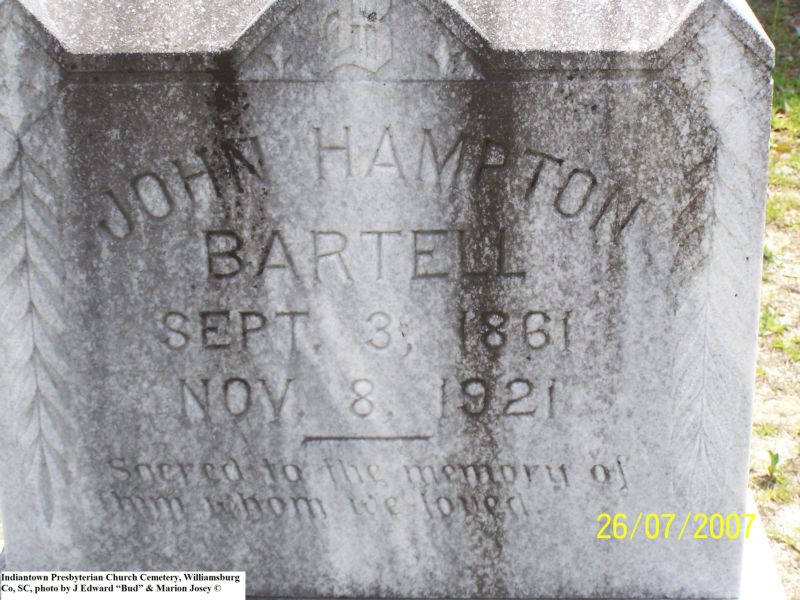 B
JOHN HAMPTON
BARTELL
SEPT. 3, 1861
NOV. 8, 1921
Sacred to the memory of
him whom we loved.
26/07/2007
Indiantown Presbyterian Church Cemetery, Williamsburg
Co, SC, photo by J Edward “Bud” & Marion Josey ©